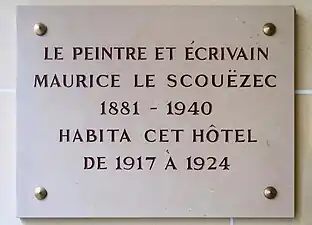 LE PEINTRE ET ÉCRIVAIN
MAURICE LE SCOUËZEC
1881 - 1940
HABITA CET HÔTEL
DE 1917 À 1924